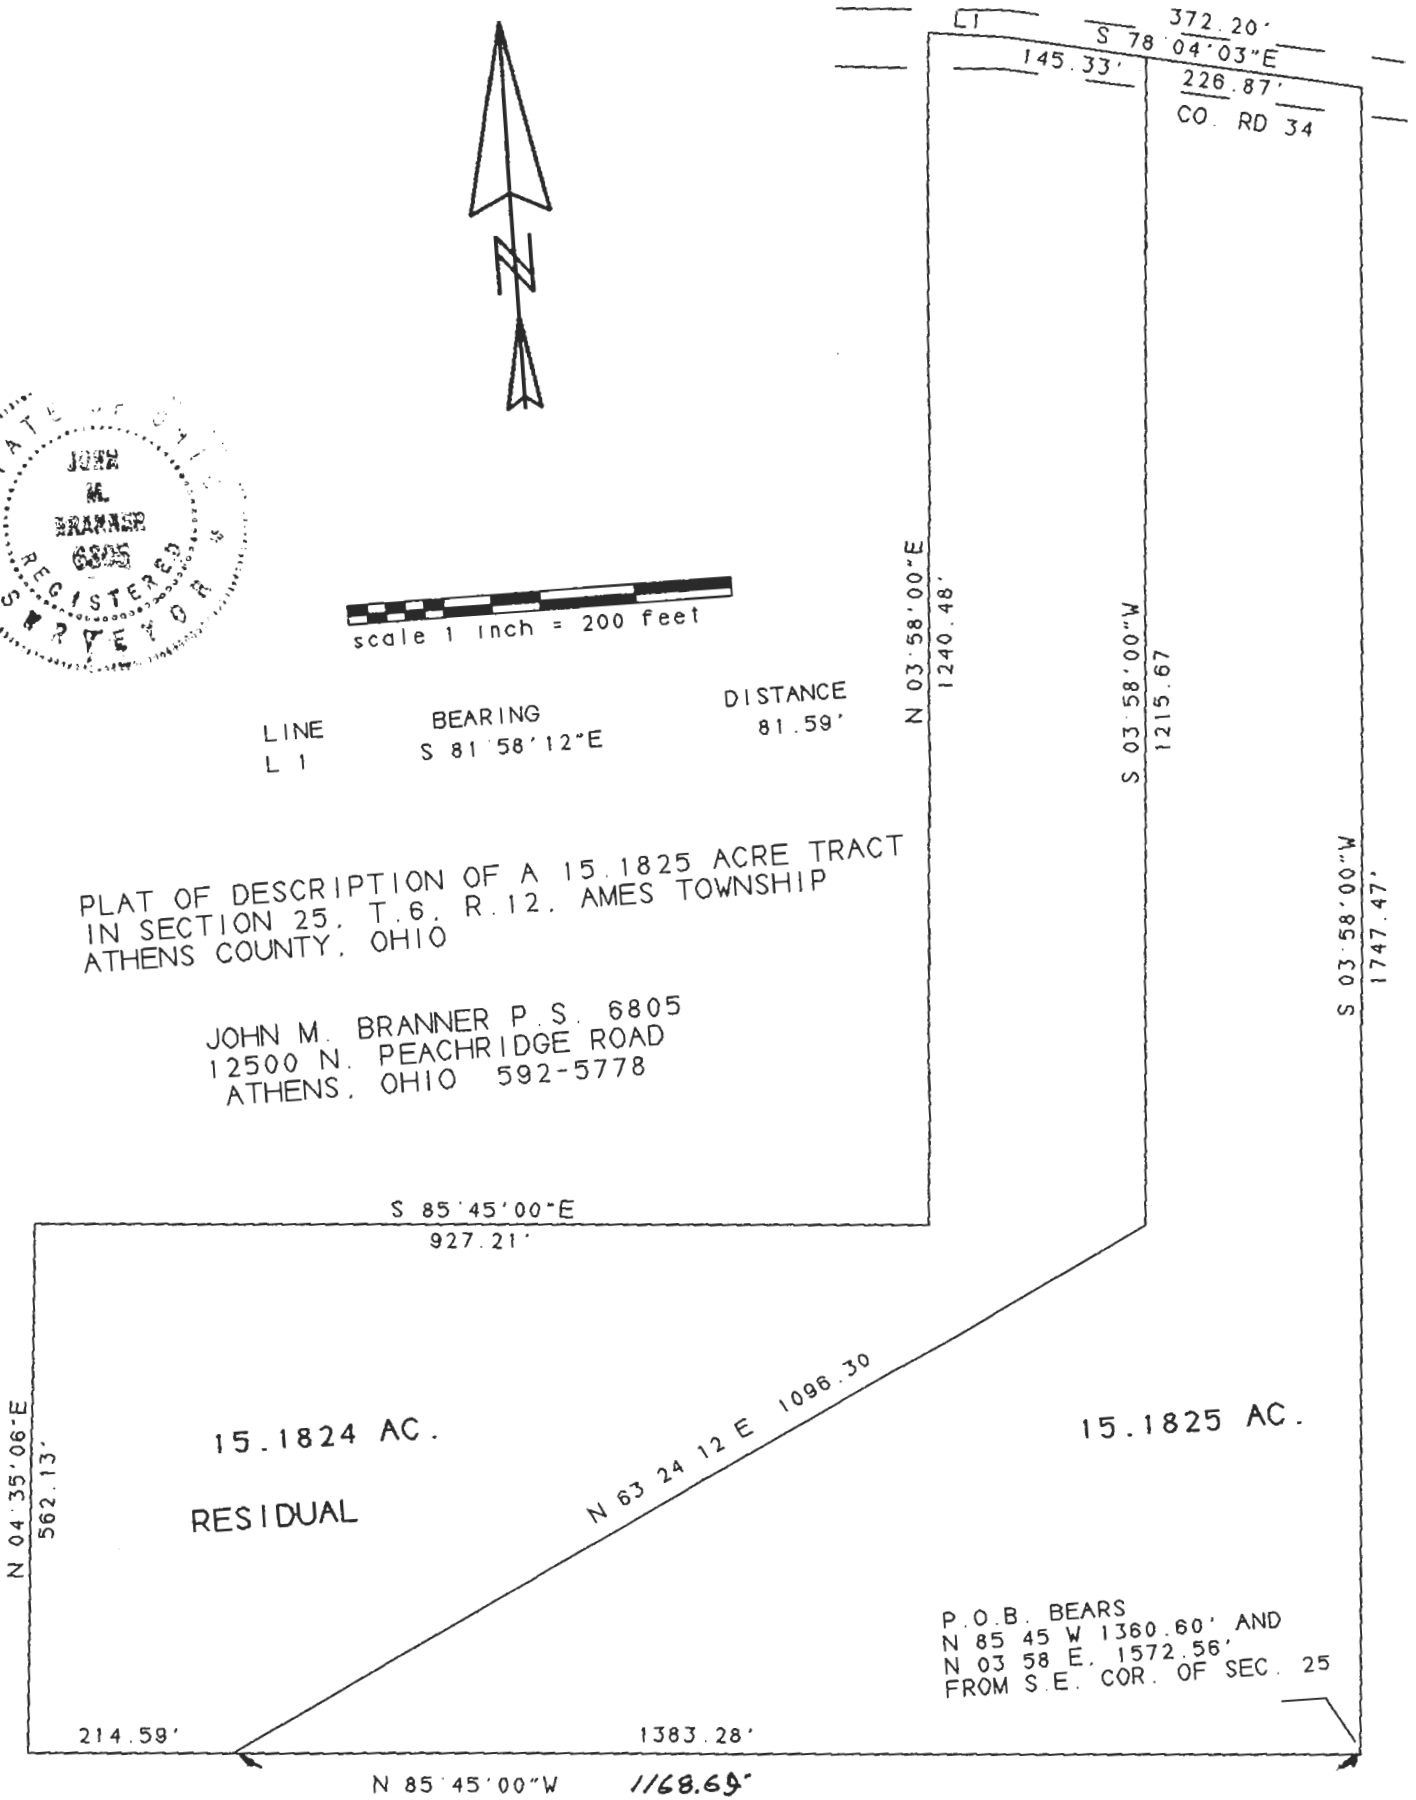 L1
372.20'
S 78°04'03"E
145.33'
226.87'
CO. RD 34
N
STATE OF OHIO
JOHN
M.
BRANNER
6805
REGISTERED
SURVEYOR
scale 1 inch = 200 feet
N 03°58'00"E
1240.48'
S 03°58'00"W
1215.67
S 03°58'00"W
1747.47'
LINE BEARING DISTANCE
L 1 S 81°58'12"E 81.59'
PLAT OF DESCRIPTION OF A 15.1825 ACRE TRACT
IN SECTION 25, T.6, R.12, AMES TOWNSHIP
ATHENS COUNTY, OHIO
JOHN M. BRANNER P.S. 6805
12500 N. PEACHRIDGE ROAD
ATHENS, OHIO 592-5778
S 85°45'00"E
927.21'
N 04°35'06"E
562.13'
15.1824 AC.
RESIDUAL
N 63 24 12 E 1096.30
15.1825 AC.
P.O.B. BEARS
N 85 45 W 1360.60' AND
N 03 58 E, 1572.56'
FROM S.E. COR. OF SEC. 25
214.59'
1383.28'
N 85°45'00"W 1168.69'